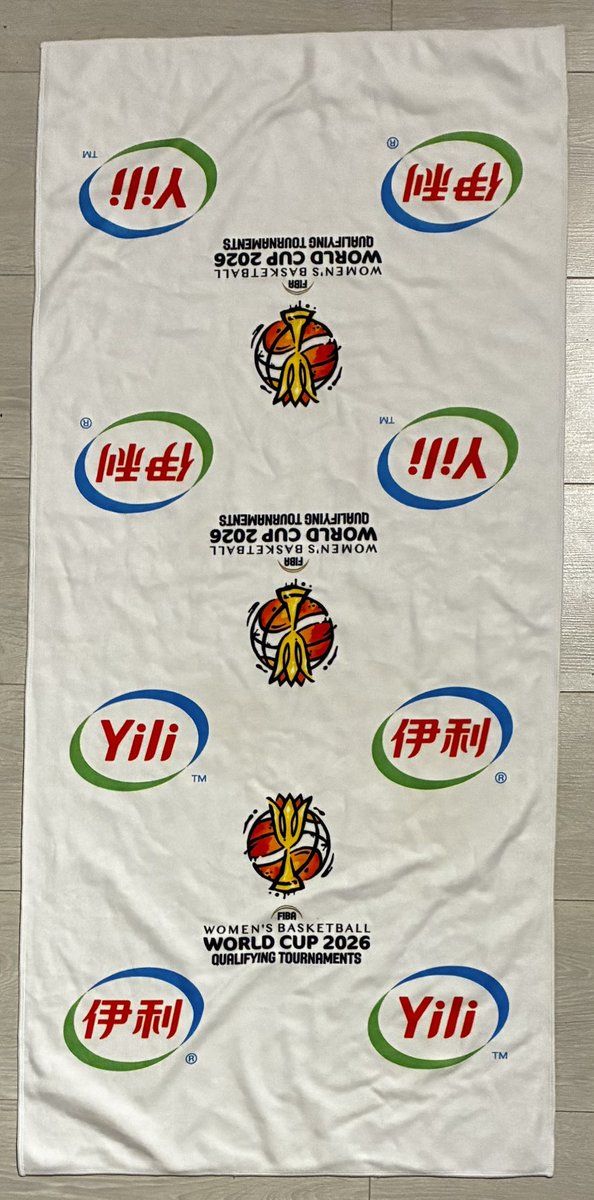 Yili ™
伊利 ®
QUALIFYING TOURNAMENTS
WORLD CUP 2026
WOMEN'S BASKETBALL
FIBA
伊利 ®
Yili ™
QUALIFYING TOURNAMENTS
WORLD CUP 2026
WOMEN'S BASKETBALL
FIBA
Yili ™
伊利 ®
FIBA
WOMEN'S BASKETBALL
WORLD CUP 2026
QUALIFYING TOURNAMENTS
伊利 ®
Yili ™